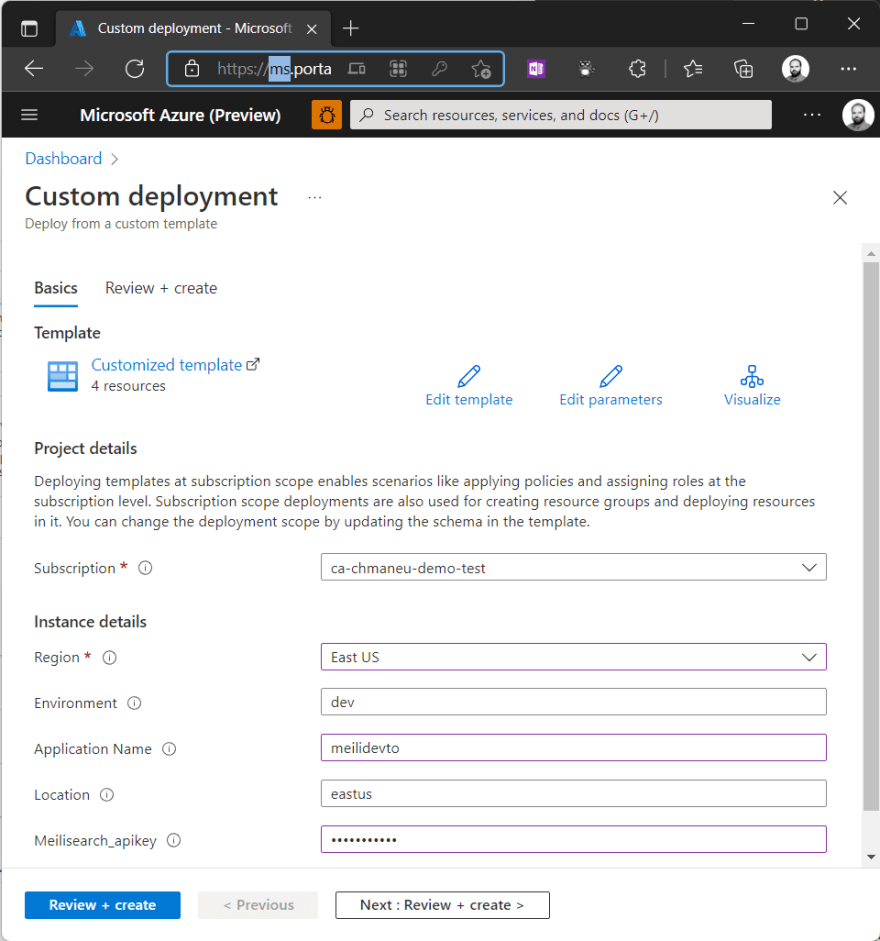 Custom deployment - Microsoft
https://ms.porta
Microsoft Azure (Preview)
Search resources, services, and docs (G+/)
Dashboard
Custom deployment
Deploy from a custom template
Basics
Review + create
Template
Customized template
4 resources
Edit template
Edit parameters
Visualize
Project details
Deploying templates at subscription scope enables scenarios like applying policies and assigning roles at the
subscription level. Subscription scope deployments are also used for creating resource groups and deploying resources
in it. You can change the deployment scope by updating the schema in the template.
Subscription *
ca-chmaneu-demo-test
Instance details
Region *
East US
Environment
dev
Application Name
meilidevto
Location
eastus
Meilisearch_apikey
•••••••••••
Review + create
< Previous
Next : Review + create >